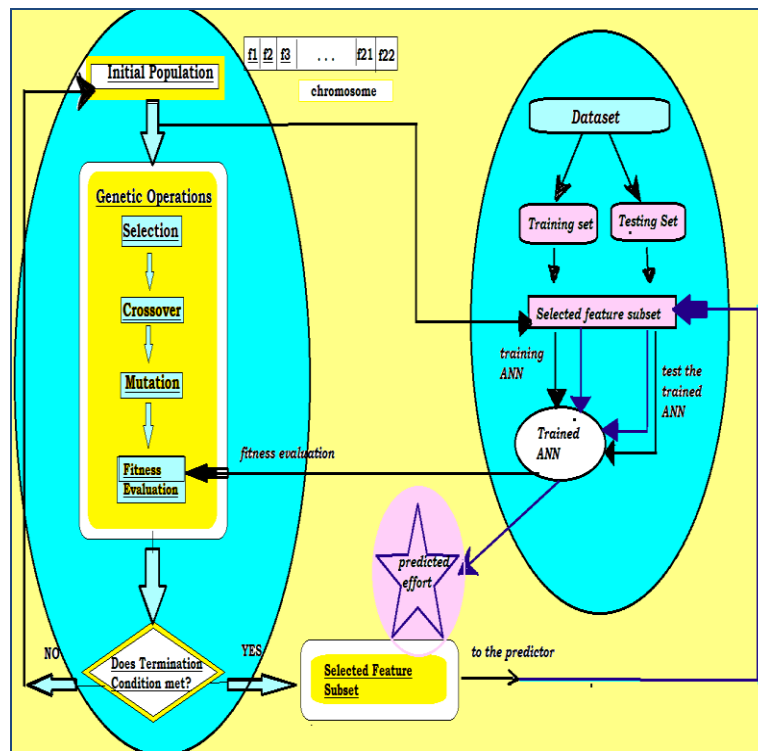 f1 f2 f3 . . . f21 f22
chromosome
Initial Population
Genetic Operations
Selection
Crossover
Mutation
Fitness
Evaluation
Does Termination
Condition met?
NO
YES
Selected Feature
Subset
to the predictor
Dataset
Training set
Testing Set
Selected feature subset
training
ANN
test the
trained
ANN
Trained
ANN
fitness evaluation
predicted
effort